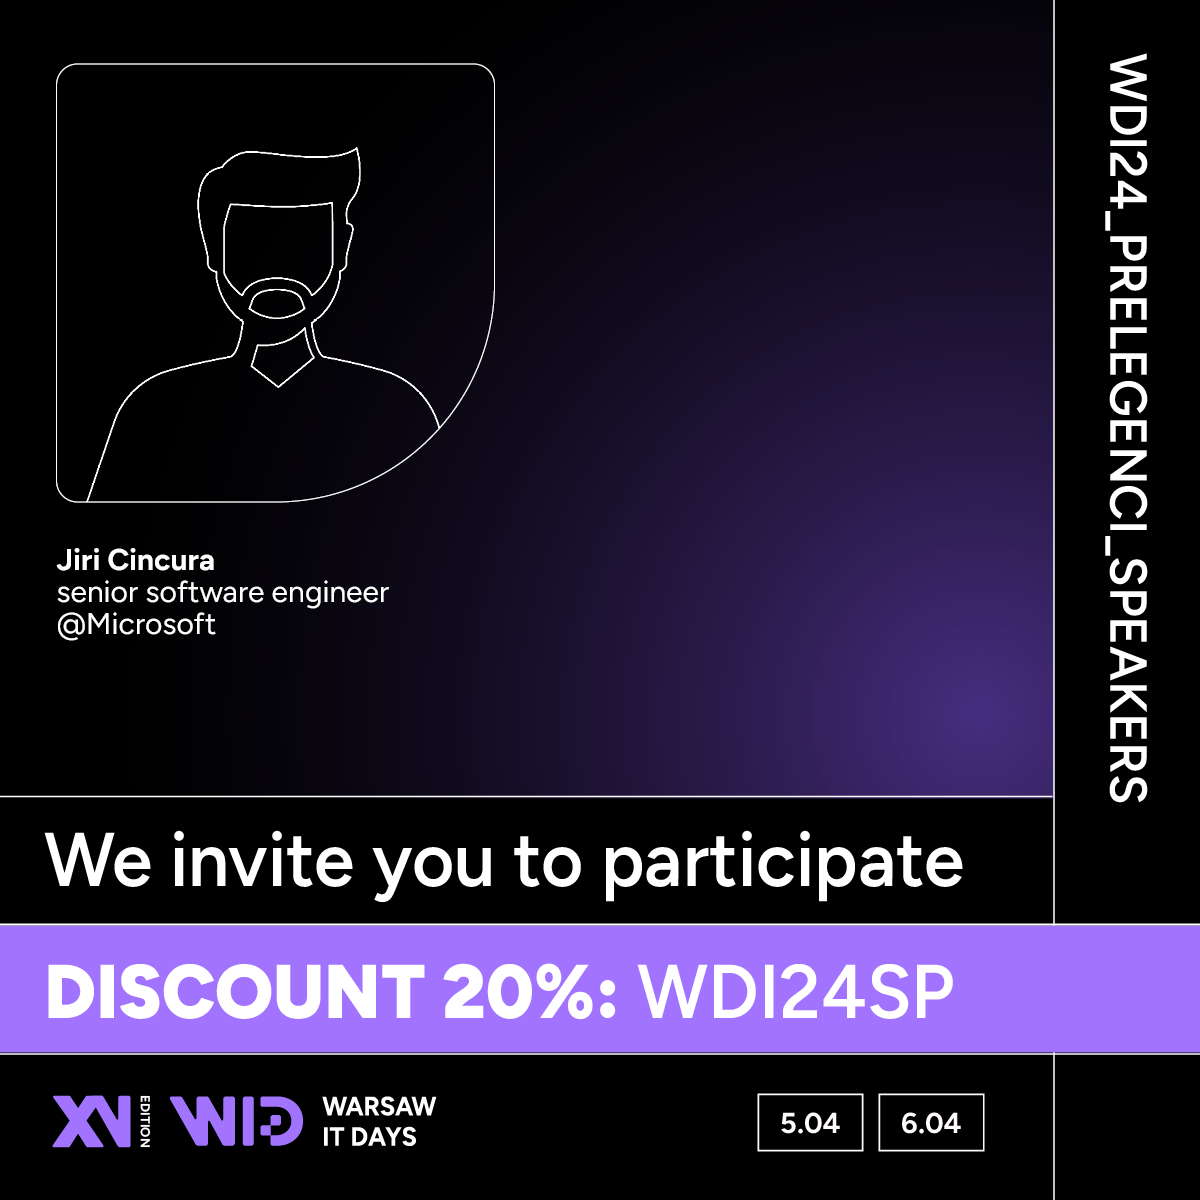 WDI24_PRELEGENCI_SPEAKERS
Jiri Cincura
senior software engineer
@Microsoft
We invite you to participate
DISCOUNT 20%: WDI24SP
XV EDITION
WID
WARSAW
IT DAYS
5.04
6.04